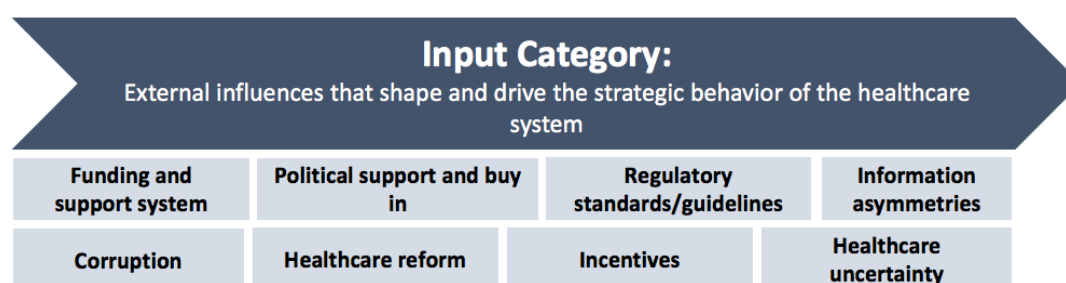 Input Category:
External influences that shape and drive the strategic behavior of the healthcare
system
Funding and
support system
Political support and buy
in
Regulatory
standards/guidelines
Information
asymmetries
Corruption
Healthcare reform
Incentives
Healthcare
uncertainty